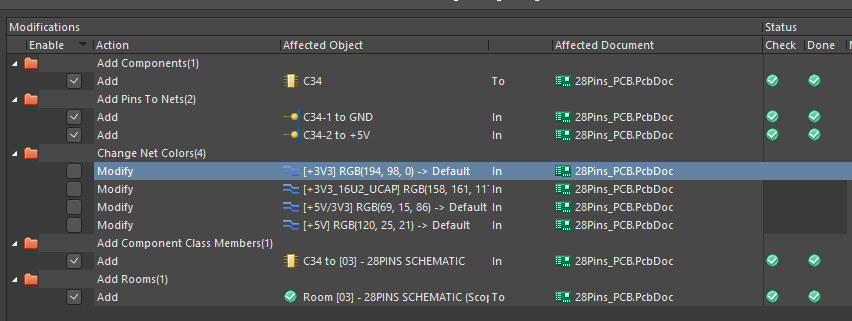 Modifications Status
Enable Action Affected Object Affected Document Check Done
Add Components(1)
Add C34 To 28Pins_PCB.PcbDoc
Add Pins To Nets(2)
Add C34-1 to GND In 28Pins_PCB.PcbDoc
Add C34-2 to +5V In 28Pins_PCB.PcbDoc
Change Net Colors(4)
Modify [+3V3] RGB(194, 98, 0) -> Default In 28Pins_PCB.PcbDoc
Modify [+3V3_16U2_UCAP] RGB(158, 161, 11 In 28Pins_PCB.PcbDoc
Modify [+5V/3V3] RGB(69, 15, 86) -> Default In 28Pins_PCB.PcbDoc
Modify [+5V] RGB(120, 25, 21) -> Default In 28Pins_PCB.PcbDoc
Add Component Class Members(1)
Add C34 to [03] - 28PINS SCHEMATIC In 28Pins_PCB.PcbDoc
Add Rooms(1)
Add Room [03] - 28PINS SCHEMATIC (Scop To 28Pins_PCB.PcbDoc